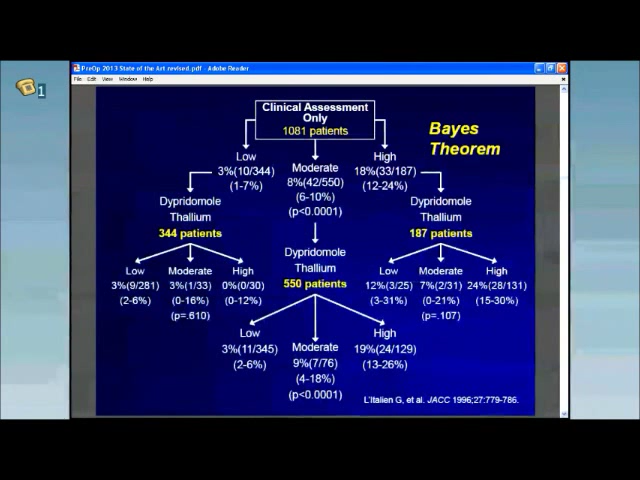 1
PreOp 2013 State of the Art.revised.pdf - Adobe Reader
File Edit View Window Help
Clinical Assessment
Only
1081 patients
Bayes
Theorem
Low
3%(10/344)
(1-7%)
Moderate
8%(42/550)
(6-10%)
(p<0.0001)
High
18%(33/187)
(12-24%)
Dypridomole
Thallium
344 patients
Dypridomole
Thallium
550 patients
Dypridomole
Thallium
187 patients
Low
3%(9/281)
(2-6%)
Moderate
3%(1/33)
(0-16%)
(p=.610)
High
0%(0/30)
(0-12%)
Low
12%(3/25)
(3-31%)
Moderate
7%(2/31)
(0-21%)
(p=.107)
High
24%(28/131)
(15-30%)
Low
3%(11/345)
(2-6%)
Moderate
9%(7/76)
(4-18%)
(p<0.0001)
High
19%(24/129)
(13-26%)
L'Italien G, et al. JACC 1996;27:779-786.